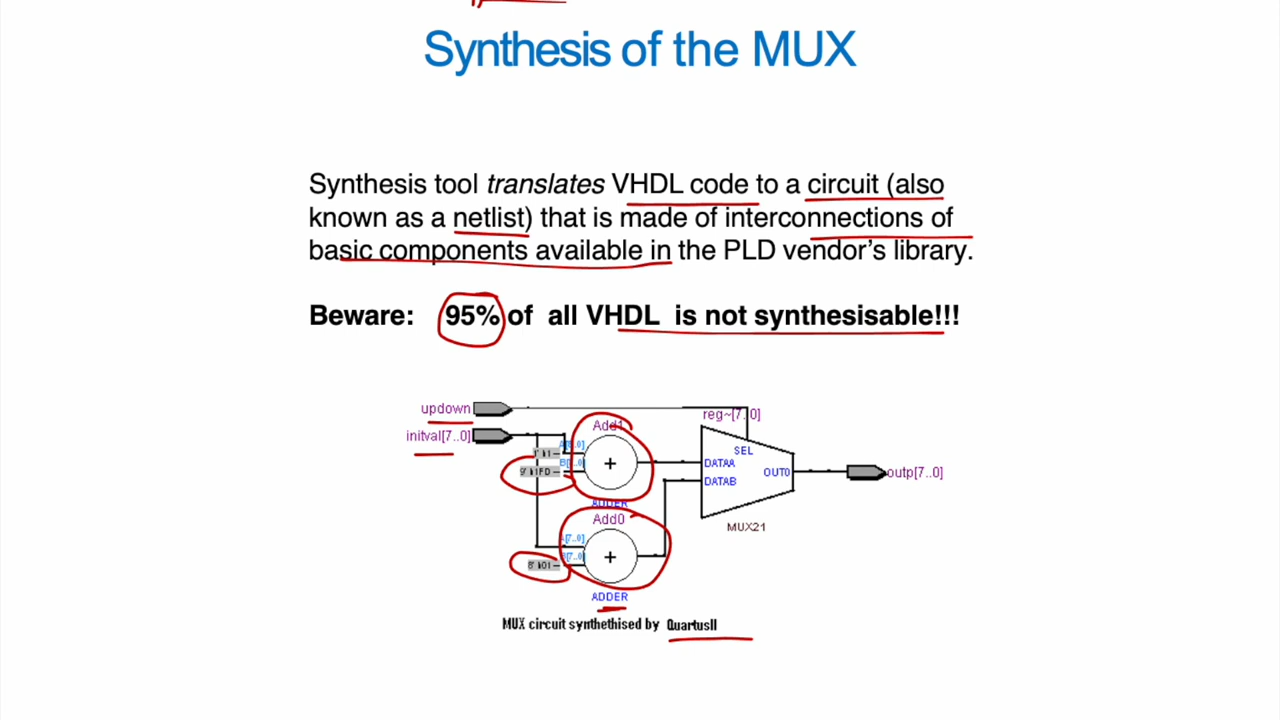 Synthesis of the MUX
Synthesis tool translates VHDL code to a circuit (also
known as a netlist) that is made of interconnections of
basic components available in the PLD vendor's library.
Beware: 95% of all VHDL is not synthesisable!!!
updown
initval[7..0]
Add1
ADDER
Add0
ADDER
reg~[7..0]
SEL
DATAA
DATAB
OUT0
MUX21
outp[7..0]
MUX circuit synthethised by QuartusII